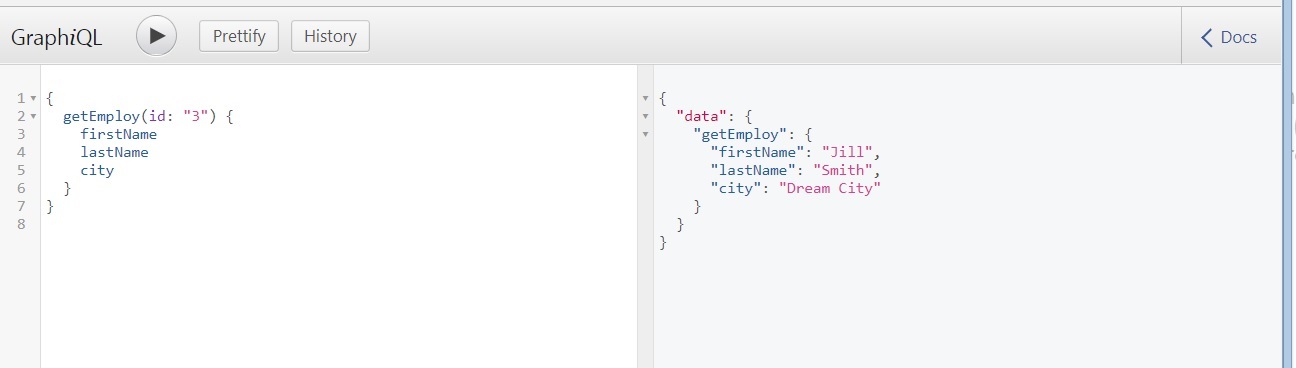 GraphiQL Prettify History Docs
1 {
2 getEmploy(id: "3") {
3 firstName
4 lastName
5 city
6 }
7 }
8
{
"data": {
"getEmploy": {
"firstName": "Jill",
"lastName": "Smith",
"city": "Dream City"
}
}
}